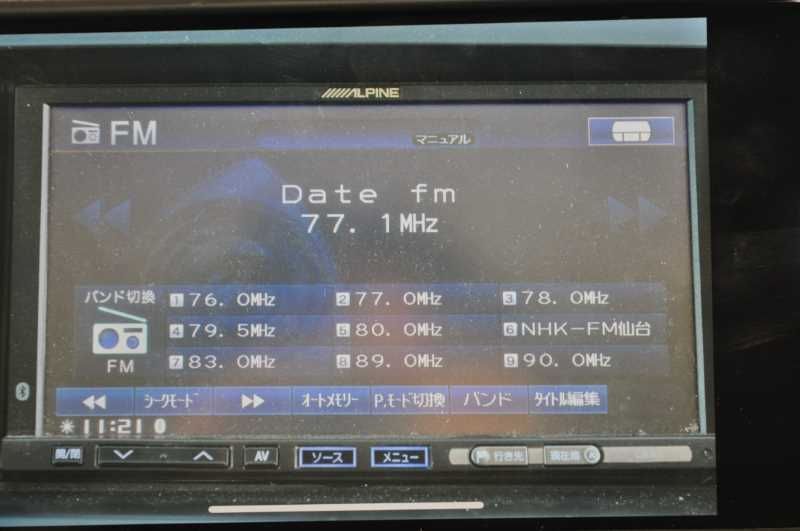 ALPINE
FM
マニュアル
Date fm
77.1MHz
バンド切換
1 76.0MHz 2 77.0MHz 3 78.0MHz
4 79.5MHz 5 80.0MHz 6 NHK-FM仙台
FM
7 83.0MHz 8 89.0MHz 9 90.0MHz
シークモード オートメモリー P.モード切換 バンド タイトル編集
11:21
開/閉 AV ソース メニュー 行き先 現在地